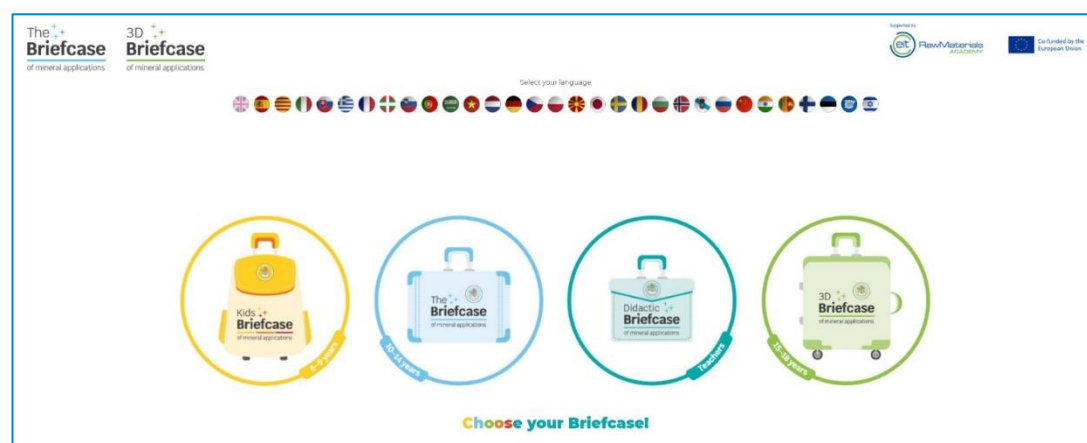 The
Briefcase
of mineral applications
3D
Briefcase
of mineral applications
Supported by
eit RawMaterials
ACADEMY
Co-funded by the
European Union
Select your language
Kids
Briefcase
of mineral applications
6-9 years
The
Briefcase
of mineral applications
10-14 years
Didactic
Briefcase
of mineral applications
Teachers
3D
Briefcase
of mineral applications
15-18 years
Choose your Briefcase!